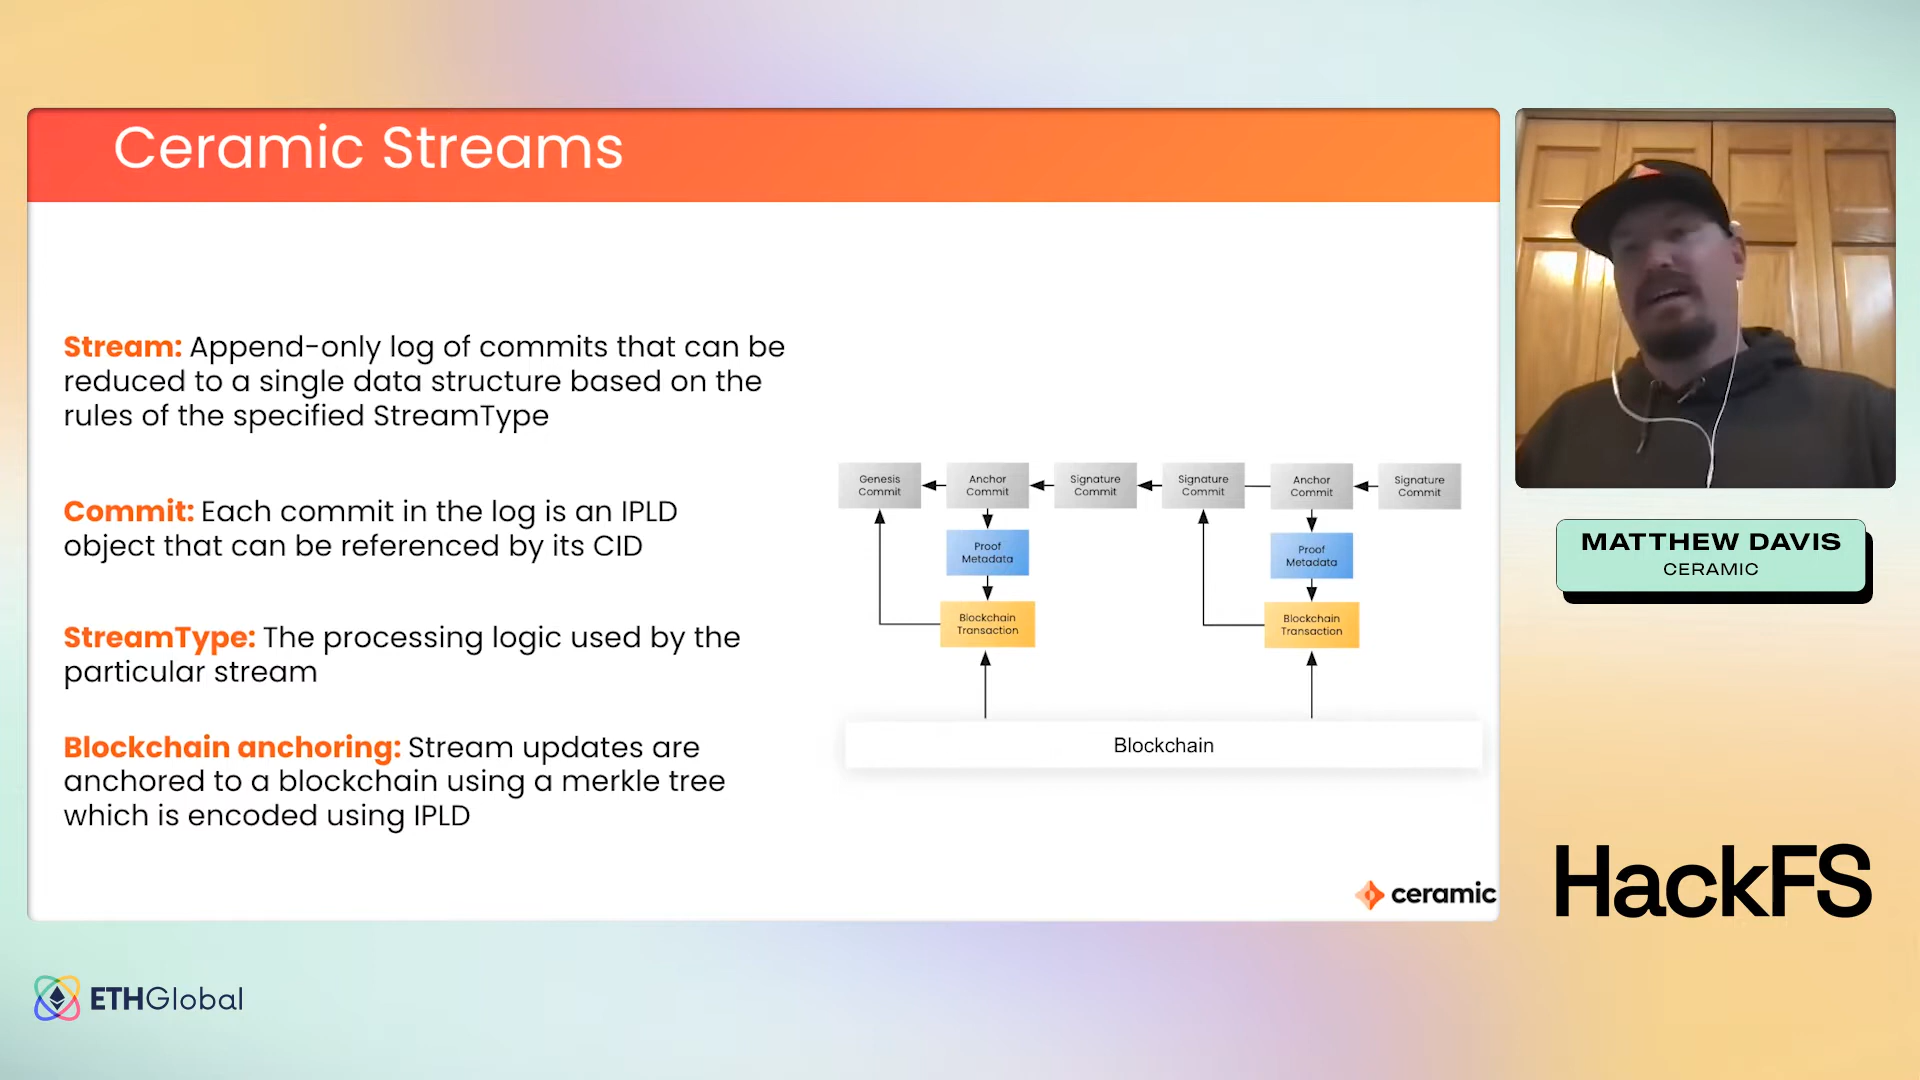 Ceramic Streams
Stream: Append-only log of commits that can be
reduced to a single data structure based on the
rules of the specified StreamType
Commit: Each commit in the log is an IPLD
object that can be referenced by its CID
StreamType: The processing logic used by the
particular stream
Blockchain anchoring: Stream updates are
anchored to a blockchain using a merkle tree
which is encoded using IPLD
Genesis
Commit
Anchor
Commit
Signature
Commit
Signature
Commit
Anchor
Commit
Signature
Commit
Proof
Metadata
Proof
Metadata
Blockchain
Transaction
Blockchain
Transaction
Blockchain
ceramic
MATTHEW DAVIS
CERAMIC
HackFS
ETHGlobal